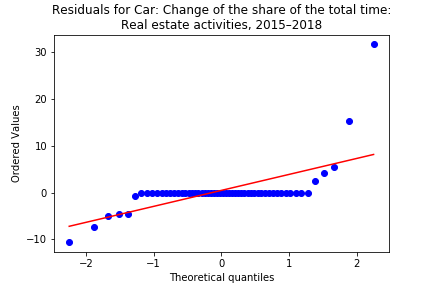 Residuals for Car: Change of the share of the total time:
Real estate activities, 2015–2018
Ordered Values
30
20
10
0
−10
−2
−1
0
1
2
Theoretical quantiles